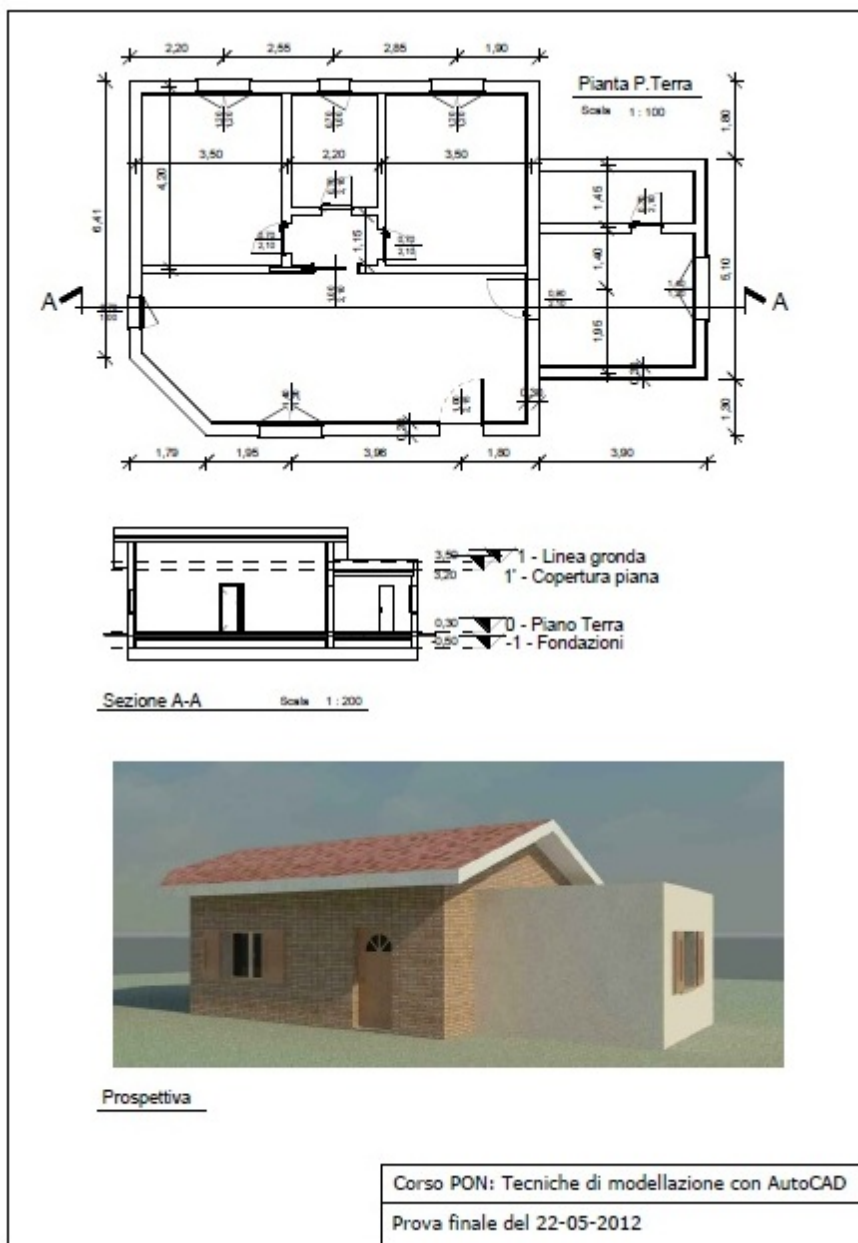 2,20 2,55 2,85 1,90
Pianta P.Terra
Scala 1 : 100
1,80
3,50 2,20 3,50
4,20
6,41
1,15
1,45
1,40
5,10
A A
1,95
1,30
1,79 1,95 3,96 1,80 3,90
3,50 1 - Linea gronda
3,20 1' - Copertura piana
0,30 0 - Piano Terra
-0,50 -1 - Fondazioni
Sezione A-A Scala 1 : 200
Prospettiva
Corso PON: Tecniche di modellazione con AutoCAD
Prova finale del 22-05-2012